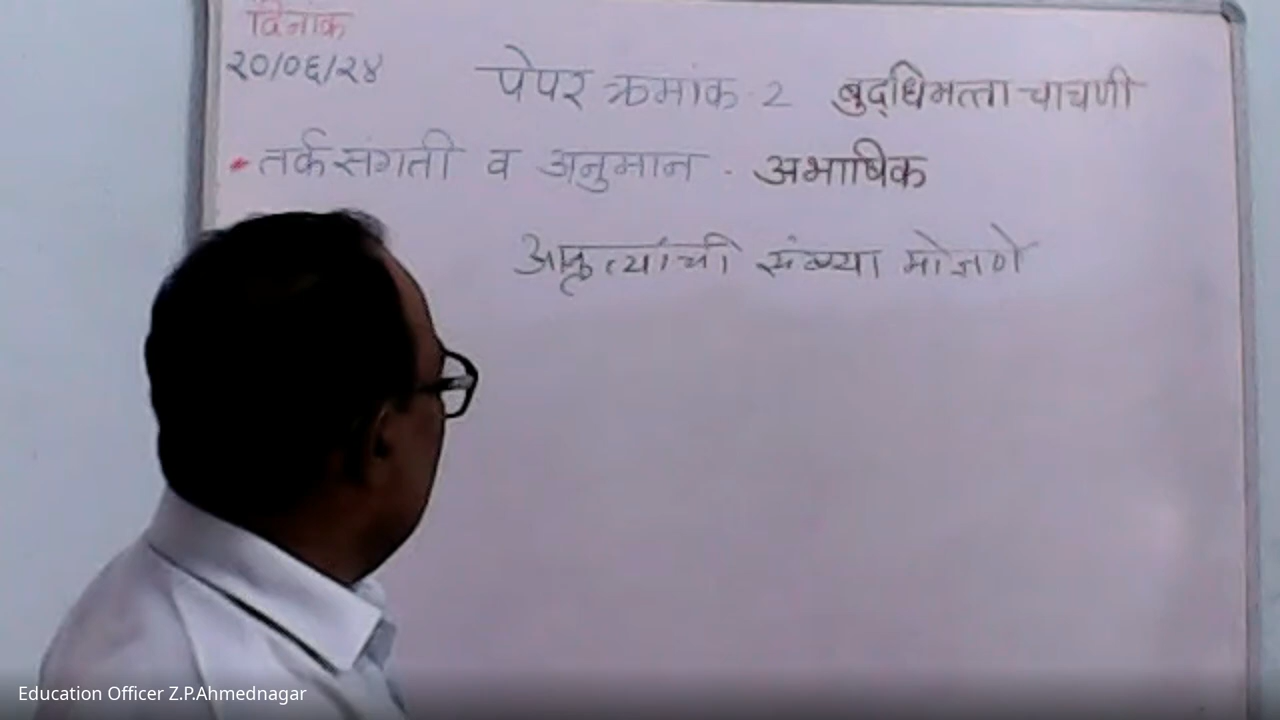 दिनांक
२०/०६/२४
पेपर क्रमांक - 2 बुद्धिमत्ता चाचणी
• तर्कसंगती व अनुमान - अभाषिक
आकृत्यांची संख्या मोजणे
Education Officer Z.P.Ahmednagar